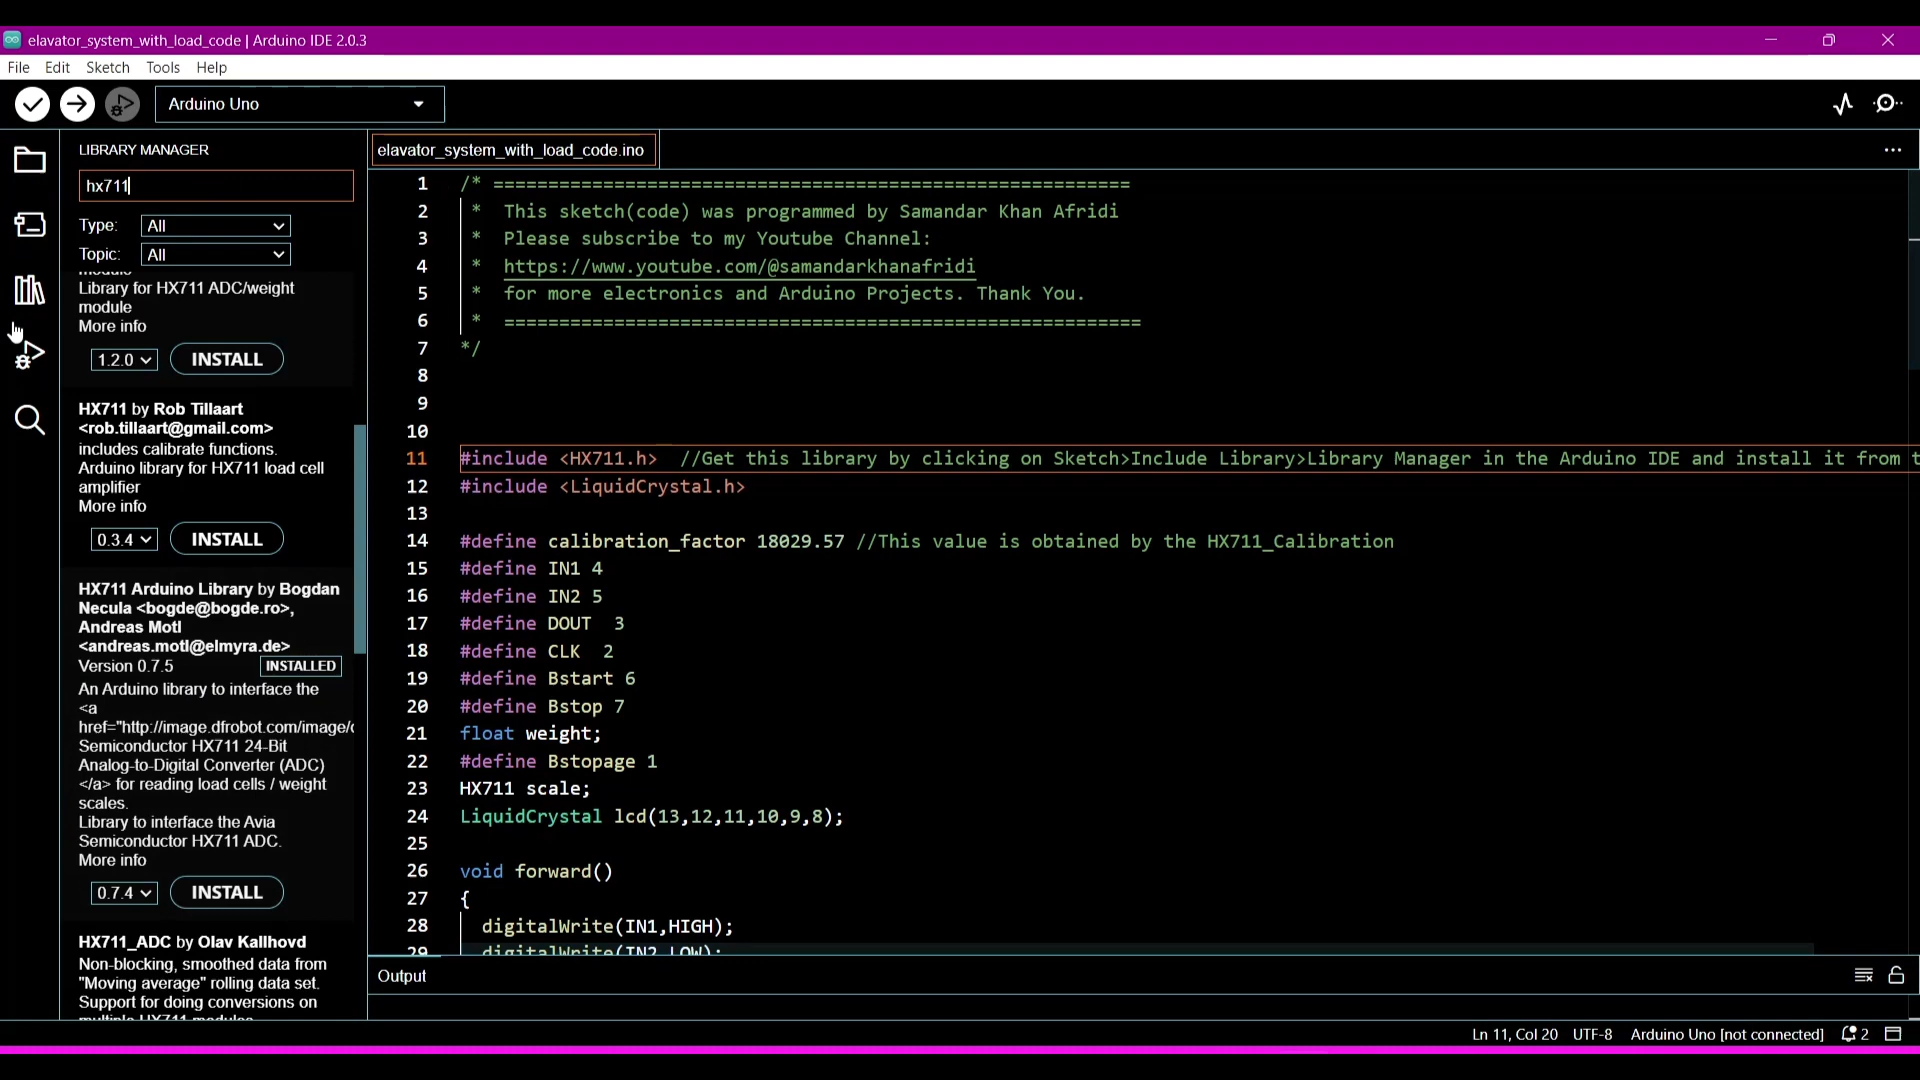 elavator_system_with_load_code | Arduino IDE 2.0.3
File Edit Sketch Tools Help
Arduino Uno
LIBRARY MANAGER
hx711
Type: All
Topic: All
Library for HX711 ADC/weight
module
More info
1.2.0 INSTALL
HX711 by Rob Tillaart
<rob.tillaart@gmail.com>
includes calibrate functions.
Arduino library for HX711 load cell
amplifier
More info
0.3.4 INSTALL
HX711 Arduino Library by Bogdan
Necula <bogde@bogde.ro>,
Andreas Motl
<andreas.motl@elmyra.de>
Version 0.7.5 INSTALLED
An Arduino library to interface the
<a
href="http://image.dfrobot.com/image/
Semiconductor HX711 24-Bit
Analog-to-Digital Converter (ADC)
</a> for reading load cells / weight
scales.
Library to interface the Avia
Semiconductor HX711 ADC.
More info
0.7.4 INSTALL
HX711_ADC by Olav Kallhovd
Non-blocking, smoothed data from
"Moving average" rolling data set.
Support for doing conversions on
multiple HX711 modules
elavator_system_with_load_code.ino
1 /* ==========================================================
2 * This sketch(code) was programmed by Samandar Khan Afridi
3 * Please subscribe to my Youtube Channel:
4 * https://www.youtube.com/@samandarkhanafridi
5 * for more electronics and Arduino Projects. Thank You.
6 * ==========================================================
7 */
8
9
10
11 #include <HX711.h> //Get this library by clicking on Sketch>Include Library>Library Manager in the Arduino IDE and install it from t
12 #include <LiquidCrystal.h>
13
14 #define calibration_factor 18029.57 //This value is obtained by the HX711_Calibration
15 #define IN1 4
16 #define IN2 5
17 #define DOUT 3
18 #define CLK 2
19 #define Bstart 6
20 #define Bstop 7
21 float weight;
22 #define Bstopage 1
23 HX711 scale;
24 LiquidCrystal lcd(13,12,11,10,9,8);
25
26 void forward()
27 {
28 digitalWrite(IN1,HIGH);
29 digitalWrite(IN2,LOW);
Output
Ln 11, Col 20 UTF-8 Arduino Uno [not connected] 2